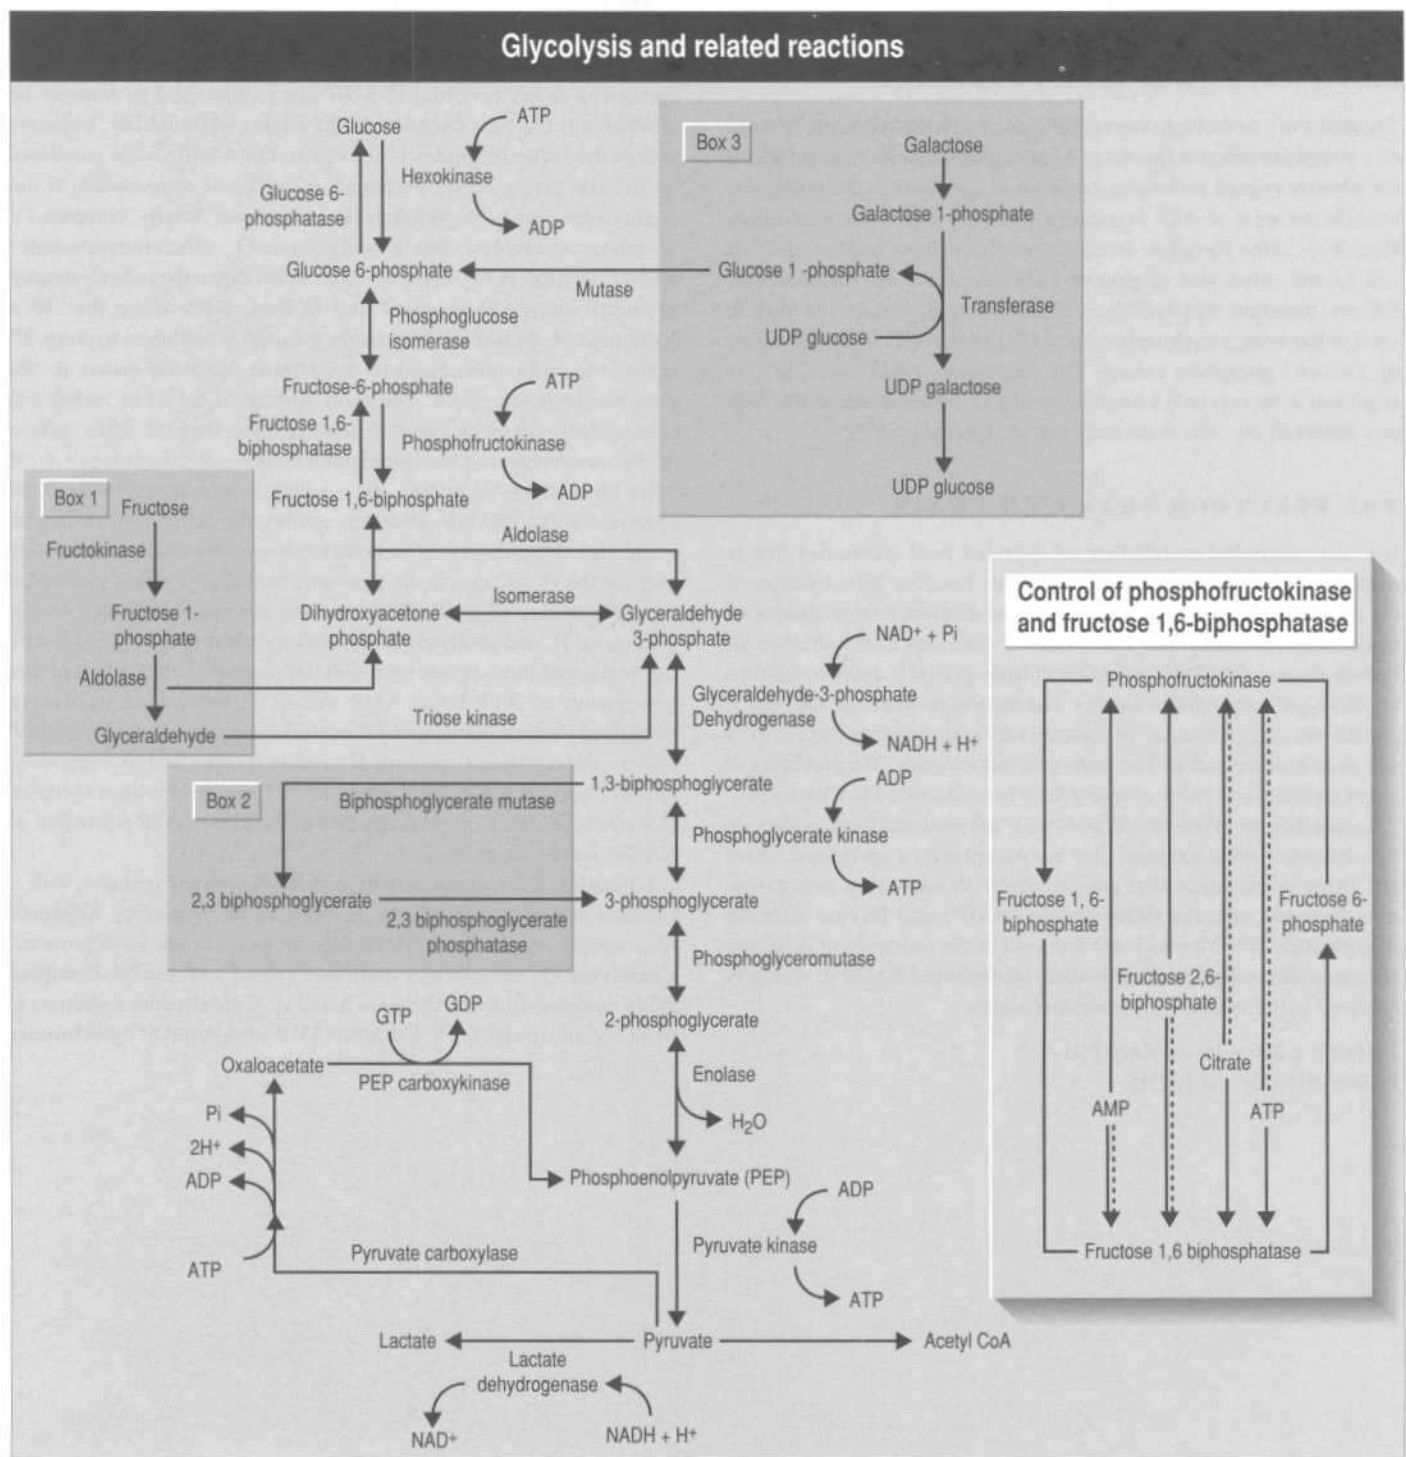 Glycolysis and related reactions
Glucose
ATP
Hexokinase
ADP
Glucose 6-
phosphatase
Glucose 6-phosphate
Phosphoglucose
isomerase
Fructose-6-phosphate
ATP
Phosphofructokinase
ADP
Fructose 1,6-
biphosphatase
Fructose 1,6-biphosphate
Aldolase
Box 3
Galactose
Galactose 1-phosphate
Glucose 1 -phosphate
Mutase
Transferase
UDP glucose
UDP galactose
UDP glucose
Box 1
Fructose
Fructokinase
Fructose 1-
phosphate
Aldolase
Glyceraldehyde
Dihydroxyacetone
phosphate
Isomerase
Glyceraldehyde
3-phosphate
Triose kinase
NAD⁺ + Pi
Glyceraldehyde-3-phosphate
Dehydrogenase
NADH + H⁺
Box 2
Biphosphoglycerate mutase
1,3-biphosphoglycerate
ADP
Phosphoglycerate kinase
ATP
2,3 biphosphoglycerate
2,3 biphosphoglycerate
phosphatase
3-phosphoglycerate
Phosphoglyceromutase
2-phosphoglycerate
Enolase
H₂O
GTP
GDP
Oxaloacetate
PEP carboxykinase
Pi
2H⁺
ADP
ATP
Phosphoenolpyruvate (PEP)
ADP
Pyruvate kinase
ATP
Pyruvate carboxylase
Lactate
Pyruvate
Acetyl CoA
Lactate
dehydrogenase
NAD⁺
NADH + H⁺
Control of phosphofructokinase
and fructose 1,6-biphosphatase
Phosphofructokinase
Fructose 1, 6-
biphosphate
Fructose 6-
phosphate
Fructose 2,6-
biphosphate
Citrate
AMP
ATP
Fructose 1,6 biphosphatase